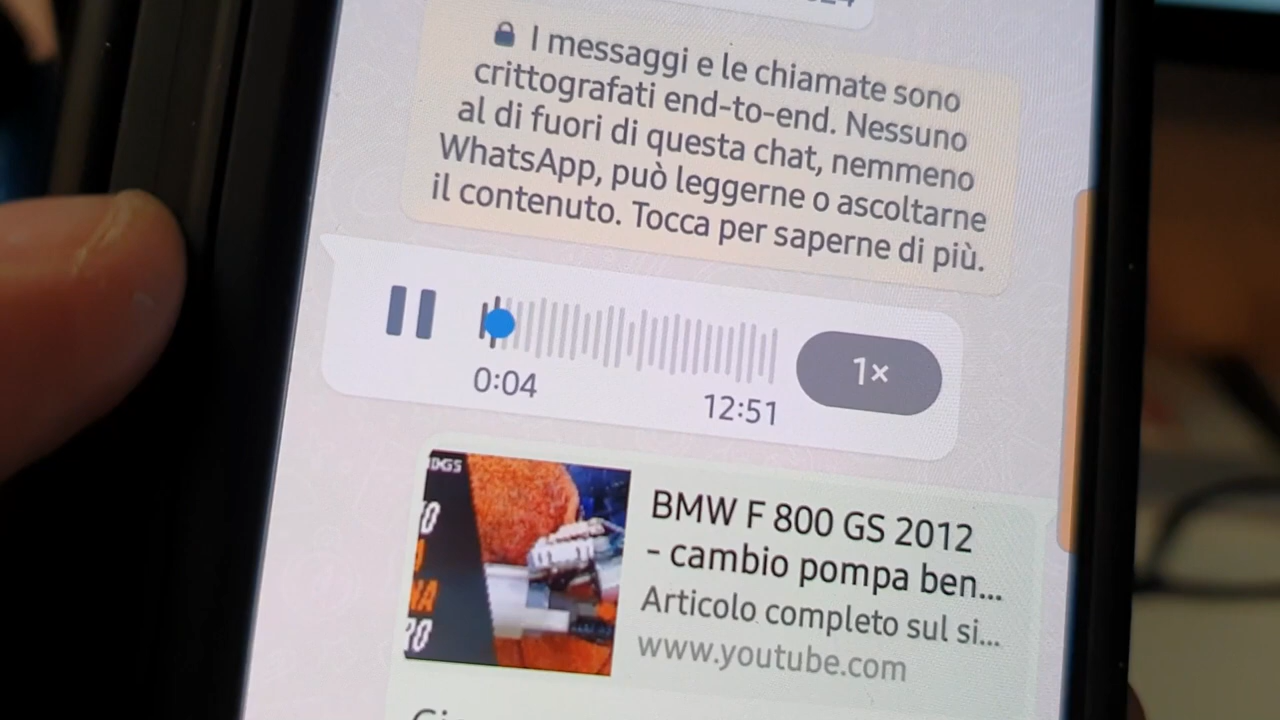 I messaggi e le chiamate sono
crittografati end-to-end. Nessuno
al di fuori di questa chat, nemmeno
WhatsApp, può leggerne o ascoltarne
il contenuto. Tocca per saperne di più.
1×
0:04
12:51
BMW F 800 GS 2012
- cambio pompa ben...
Articolo completo sul si...
www.youtube.com